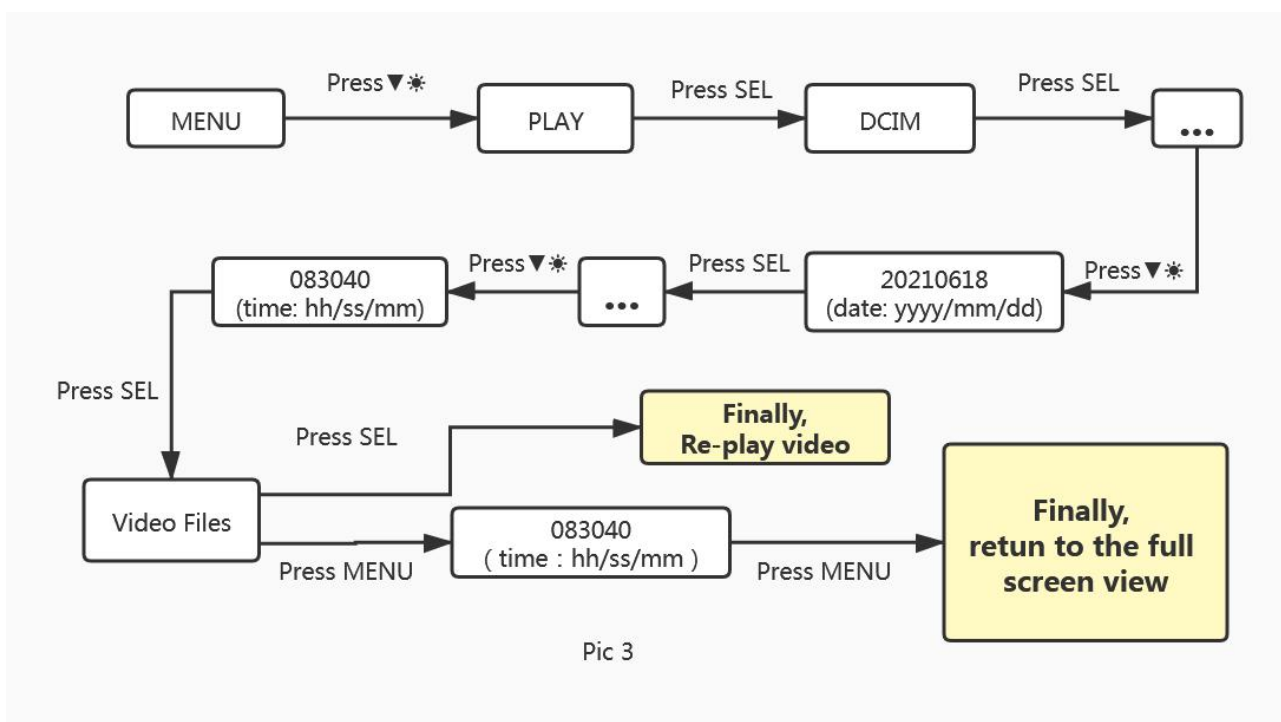 Press▼☀
Press SEL
Press SEL
MENU
PLAY
DCIM
...
Press▼☀
Press SEL
Press▼☀
083040
(time: hh/ss/mm)
...
20210618
(date: yyyy/mm/dd)
Press SEL
Press SEL
Finally,
Re-play video
Video Files
083040
( time : hh/ss/mm )
Press MENU
Press MENU
Finally,
retun to the full
screen view
Pic 3